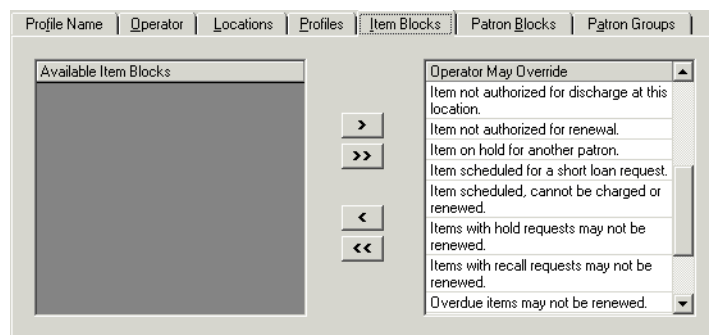 Profile Name Operator Locations Profiles Item Blocks Patron Blocks Patron Groups
Available Item Blocks
Operator May Override
Item not authorized for discharge at this
location.
Item not authorized for renewal.
Item on hold for another patron.
Item scheduled for a short loan request.
Item scheduled, cannot be charged or
renewed.
Items with hold requests may not be
renewed.
Items with recall requests may not be
renewed.
Overdue items may not be renewed.
>
>>
<
<<